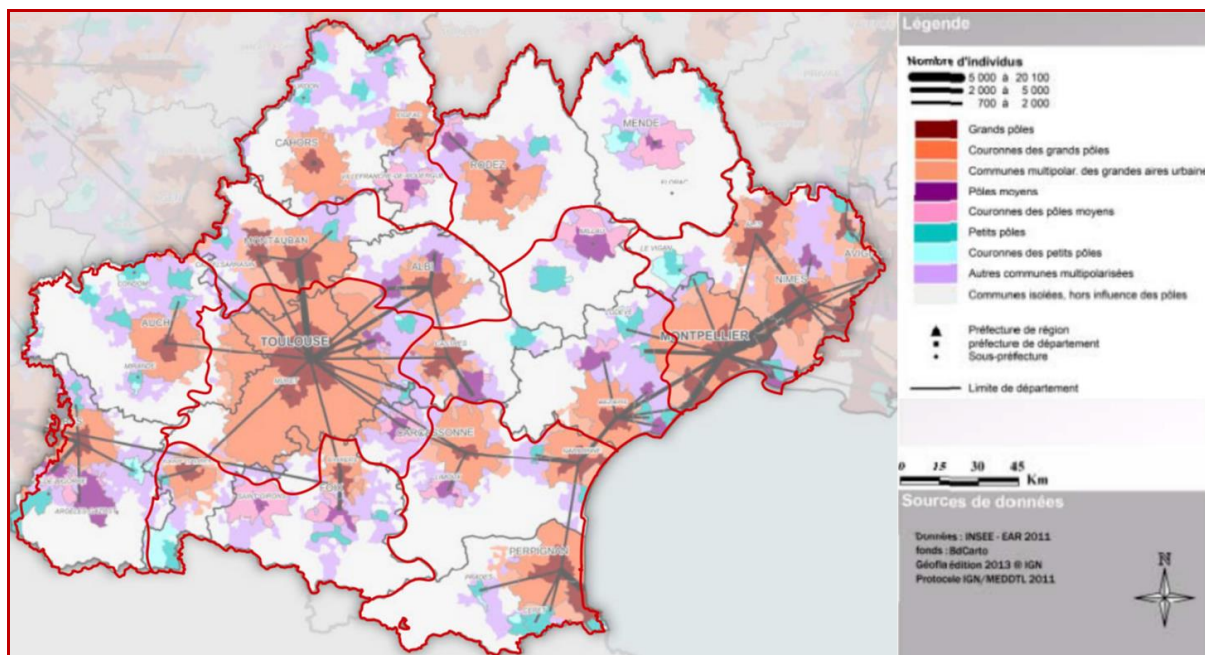 Légende
Nombre d'individus
5 000 à 20 100
2 000 à 5 000
700 à 2 000
Grands pôles
Couronnes des grands pôles
Communes multipolar. des grandes aires urbaine
Pôles moyens
Couronnes des pôles moyens
Petits pôles
Couronnes des petits pôles
Autres communes multipolarisées
Communes isolées, hors influence des pôles
Préfecture de région
préfecture de département
Sous-préfecture
Limite de département
0 15 30 45
Km
Sources de données
Données : INSEE - EAR 2011
fonds : BdCarto
Géofla édition 2013 @ IGN
Protocole IGN/MEDDTL 2011
N
MENDE
CAHORS
RODEZ
VILLEFRANCHE-DE-ROUERGUE
FLORAC
MONTAUBAN
MILLAU
LE VIGAN
ALBI
NIMES
AUCH
LODEVE
TOULOUSE
MONTPELLIER
CASTRES
MIRANDE
MURET
BEZIERS
CARCASSONNE
NARBONNE
LIMOUX
SAINT-GIRONS
PERPIGNAN
PRADES
CERET